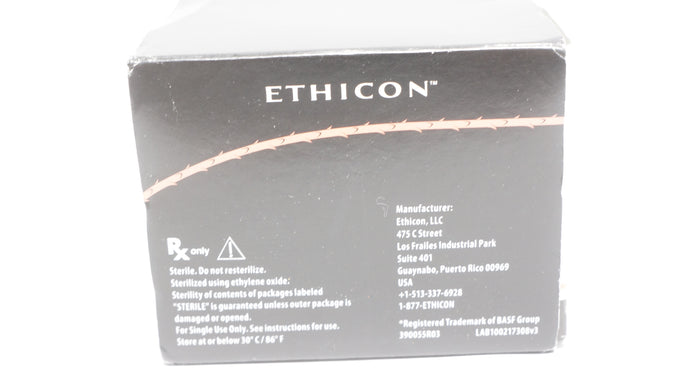 ETHICON™
Rx only
Sterile. Do not resterilize.
Sterilized using ethylene oxide:
Sterility of contents of packages labeled
"STERILE" is guaranteed unless outer package is
damaged or opened.
For Single Use Only. See instructions for use.
Store at or below 30° C / 86° F
Manufacturer:
Ethicon, LLC
475 C Street
Los Frailes Industrial Park
Suite 401
Guaynabo, Puerto Rico 00969
USA
+1-513-337-6928
1-877-ETHICON
*Registered Trademark of BASF Group
390055R03 LAB100217308v3